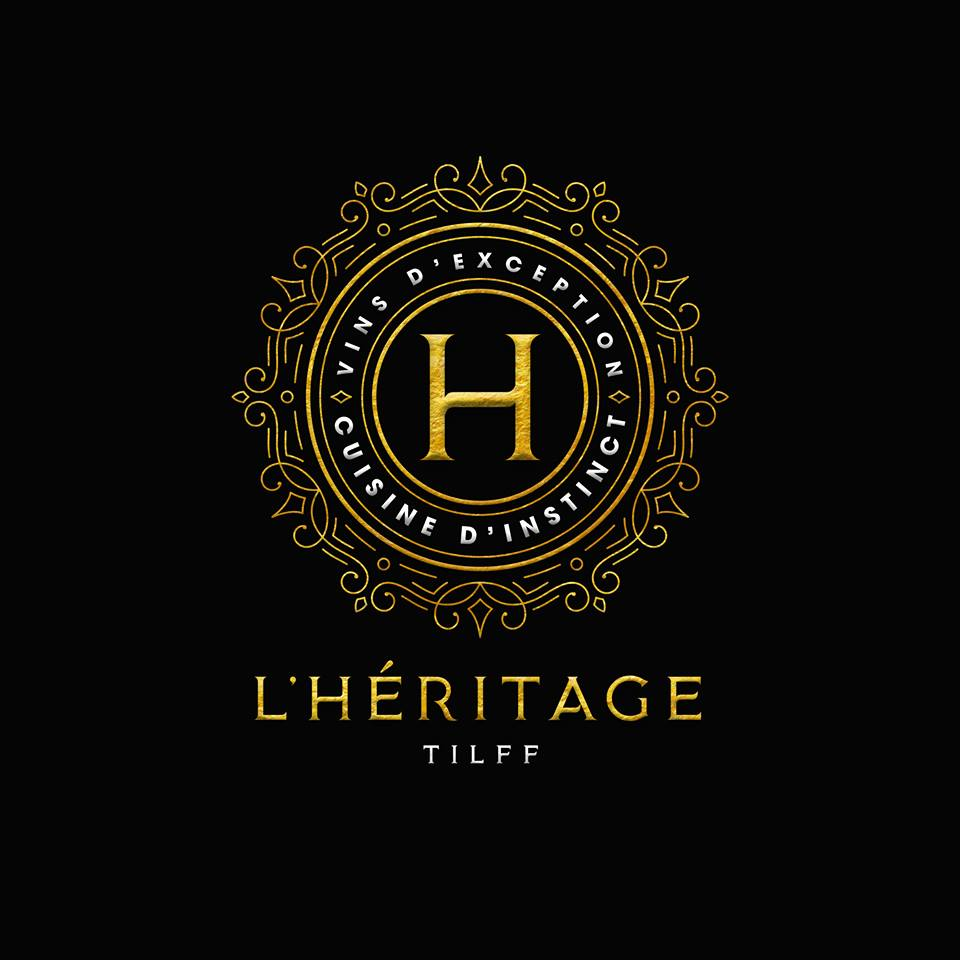 VINS D'EXCEPTION
H
CUISINE D'INSTINCT
L'HÉRITAGE
TILFF